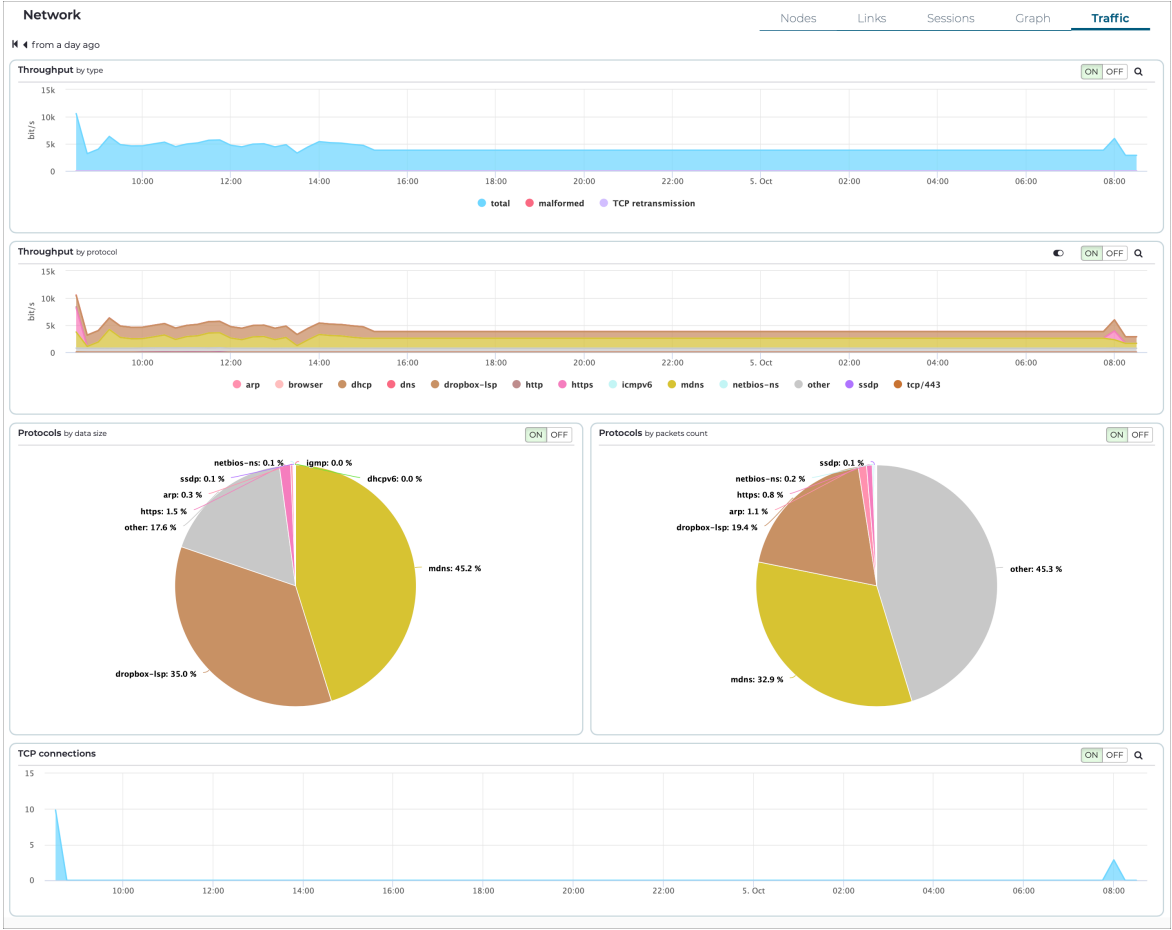 Network
Nodes Links Sessions Graph Traffic
from a day ago
Throughput by type ON OFF
15k
10k
5k
0
bit/s
10:00 12:00 14:00 16:00 18:00 20:00 22:00 5. Oct 02:00 04:00 06:00 08:00
total malformed TCP retransmission
Throughput by protocol ON OFF
15k
10k
5k
0
bit/s
10:00 12:00 14:00 16:00 18:00 20:00 22:00 5. Oct 02:00 04:00 06:00 08:00
arp browser dhcp dns dropbox-lsp http https icmpv6 mdns netbios-ns other ssdp tcp/443
Protocols by data size ON OFF
netbios-ns: 0.1 % igmp: 0.0 %
ssdp: 0.1 % dhcpv6: 0.0 %
arp: 0.3 %
https: 1.5 %
other: 17.6 %
mdns: 45.2 %
dropbox-lsp: 35.0 %
Protocols by packets count ON OFF
ssdp: 0.1 %
netbios-ns: 0.2 %
https: 0.8 %
arp: 1.1 %
dropbox-lsp: 19.4 %
other: 45.3 %
mdns: 32.9 %
TCP connections ON OFF
15
10
5
0
10:00 12:00 14:00 16:00 18:00 20:00 22:00 5. Oct 02:00 04:00 06:00 08:00